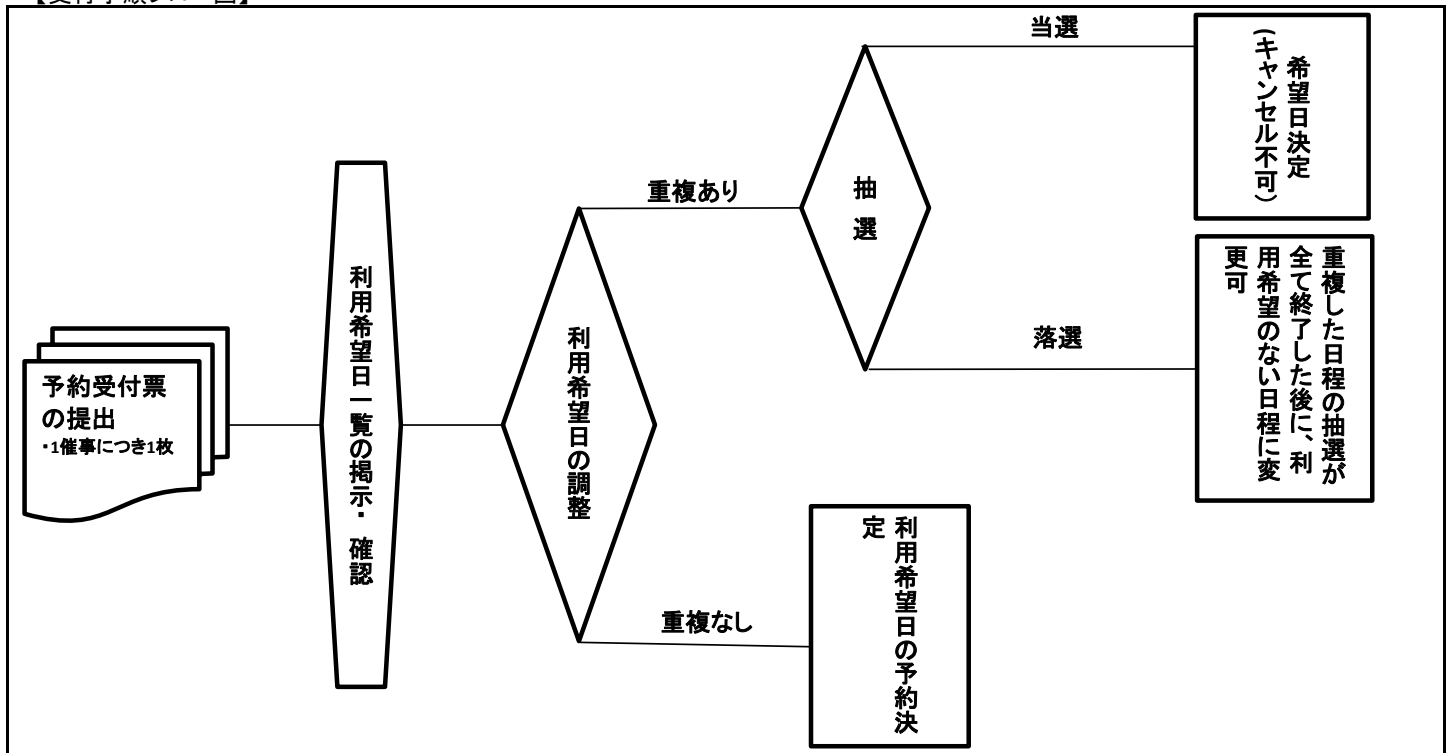 予約受付票
の提出
・1催事につき1枚
利用希望日一覧の掲示・確認
利用希望日の調整
重複あり
抽選
当選
希望日決定
（キャンセル不可）
落選
重複した日程の抽選が
全て終了した後に、利
用希望のない日程に変
更可
重複なし
利用希望日の予約決
定